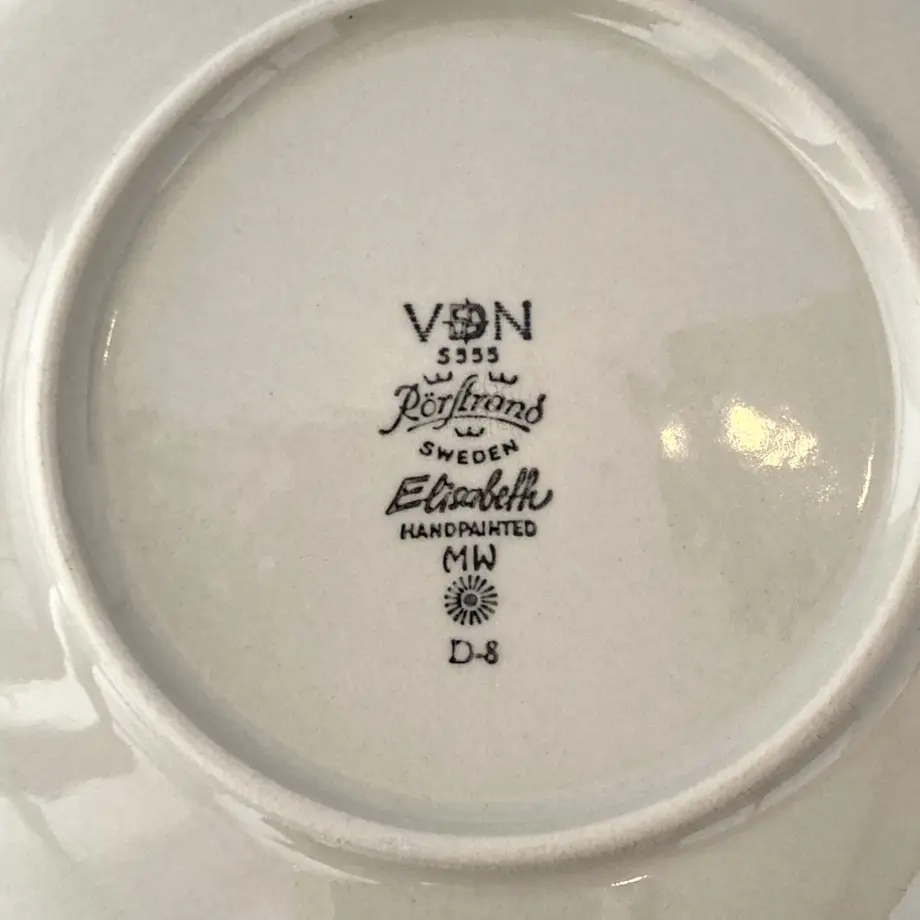 VDN
5555
Rörstrand
SWEDEN
Elisabeth
HANDPAINTED
MW
D-8